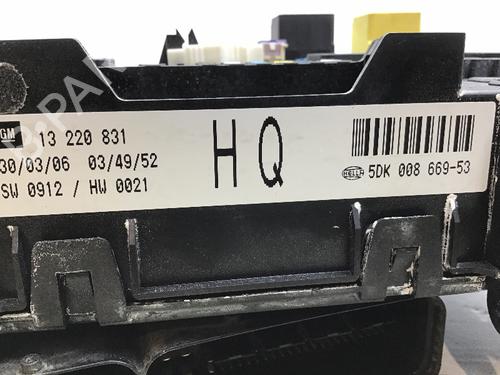 GM 13 220 831
30/03/06 03/49/52
SW 0912 / HW 0021
HQ
HELLA 5DK 008 669-53